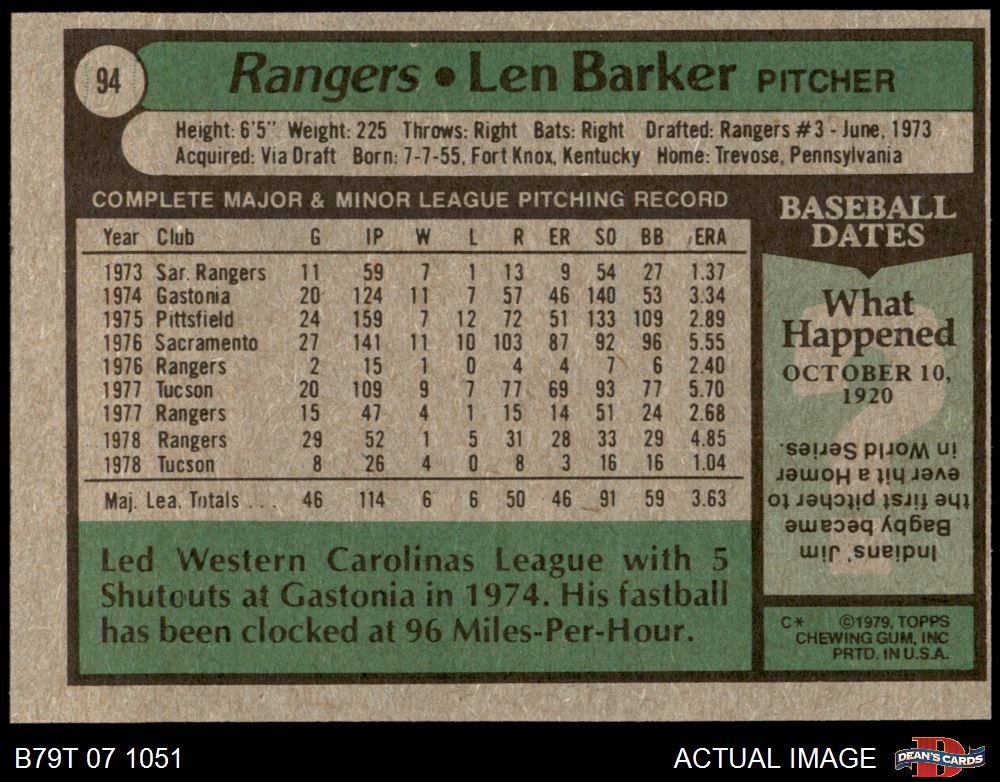 94
Rangers • Len Barker PITCHER
Height: 6'5" Weight: 225 Throws: Right Bats: Right Drafted: Rangers #3 - June, 1973
Acquired: Via Draft Born: 7-7-55, Fort Knox, Kentucky Home: Trevose, Pennsylvania
COMPLETE MAJOR & MINOR LEAGUE PITCHING RECORD
Year Club G IP W L R ER SO BB ERA
1973 Sar. Rangers 11 59 7 1 13 9 54 27 1.37
1974 Gastonia 20 124 11 7 57 46 140 53 3.34
1975 Pittsfield 24 159 7 12 72 51 133 109 2.89
1976 Sacramento 27 141 11 10 103 87 92 96 5.55
1976 Rangers 2 15 1 0 4 4 7 6 2.40
1977 Tucson 20 109 9 7 77 69 93 77 5.70
1977 Rangers 15 47 4 1 15 14 51 24 2.68
1978 Rangers 29 52 1 5 31 28 33 29 4.85
1978 Tucson 8 26 4 0 8 3 16 16 1.04
Maj. Lea. Totals . . . 46 114 6 6 50 46 91 59 3.63
Led Western Carolinas League with 5
Shutouts at Gastonia in 1974. His fastball
has been clocked at 96 Miles-Per-Hour.
BASEBALL
DATES
What
Happened
OCTOBER 10,
1920
Indians' Jim
Bagby became
the first pitcher to
ever hit a Homer
in World Series.
C* ©1979, TOPPS
CHEWING GUM, INC
PRTD. IN U.S.A.
B79T 07 1051
ACTUAL IMAGE
DEAN'S CARDS